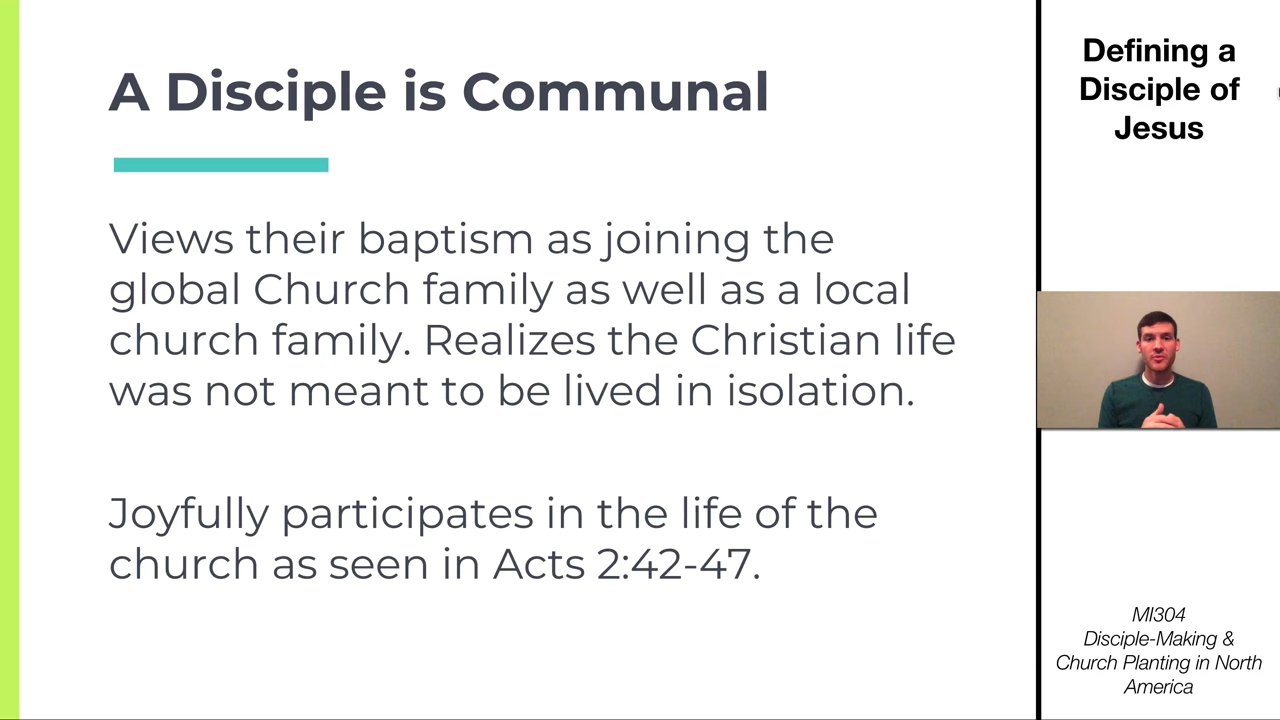 A Disciple is Communal
Views their baptism as joining the
global Church family as well as a local
church family. Realizes the Christian life
was not meant to be lived in isolation.
Joyfully participates in the life of the
church as seen in Acts 2:42-47.
Defining a
Disciple of
Jesus
MI304
Disciple-Making &
Church Planting in North
America